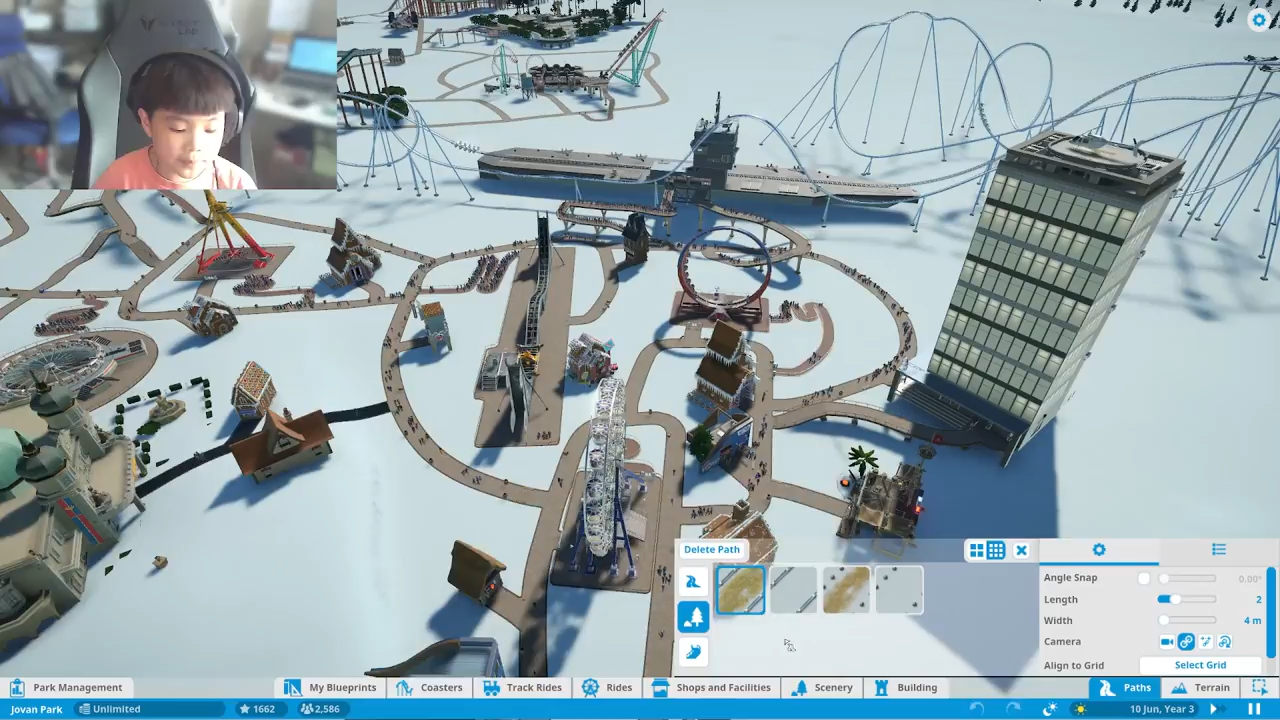 Delete Path
Angle Snap 0.00°
Length 2
Width 4 m
Camera
Align to Grid Select Grid
Park Management My Blueprints Coasters Track Rides Rides Shops and Facilities Scenery Building Paths Terrain
Jovan Park Unlimited 1662 2,586 10 Jun, Year 3